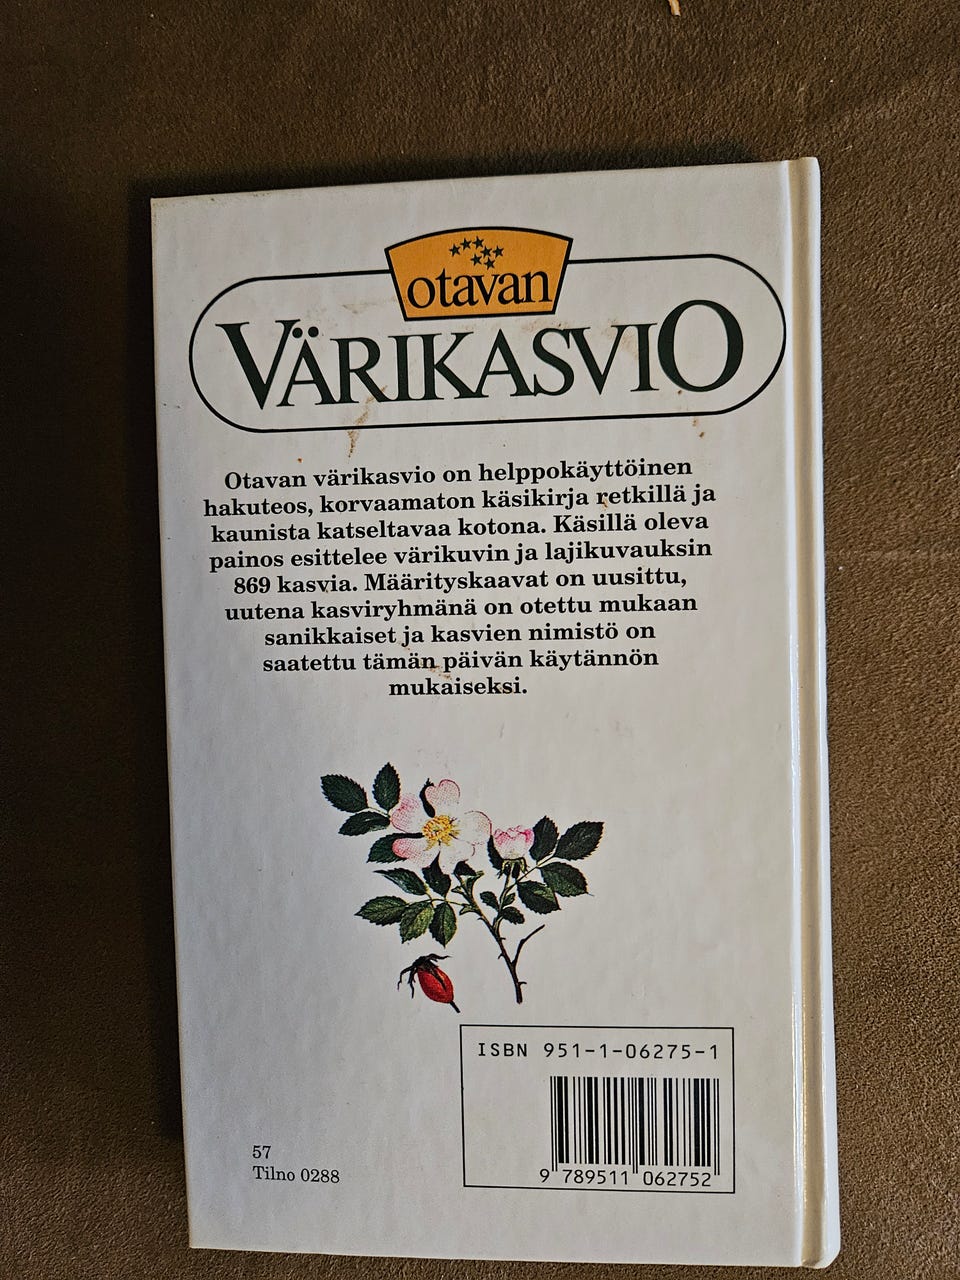 otavan
VÄRIKASVIO
Otavan värikasvio on helppokäyttöinen
hakuteos, korvaamaton käsikirja retkillä ja
kaunista katseltavaa kotona. Käsillä oleva
painos esittelee värikuvin ja lajikuvauksin
869 kasvia. Määrityskaavat on uusittu,
uutena kasviryhmänä on otettu mukaan
sanikkaiset ja kasvien nimistö on
saatettu tämän päivän käytännön
mukaiseksi.
ISBN 951-1-06275-1
9 789511 062752
57
Tilno 0288